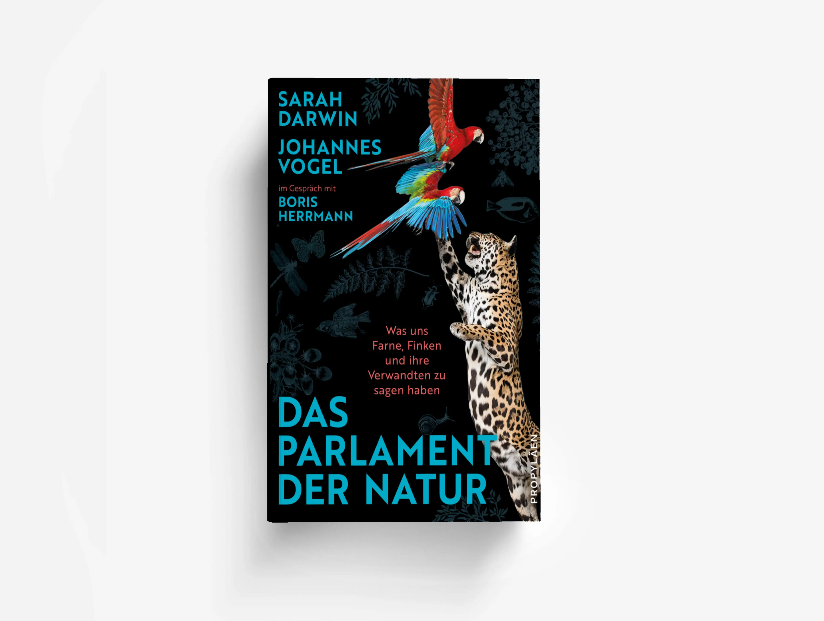 SARAH
DARWIN
JOHANNES
VOGEL
im Gespräch mit
BORIS
HERRMANN
Was uns
Farne, Finken
und ihre
Verwandten zu
sagen haben
DAS
PARLAMENT
DER NATUR
PROPYLÄEN